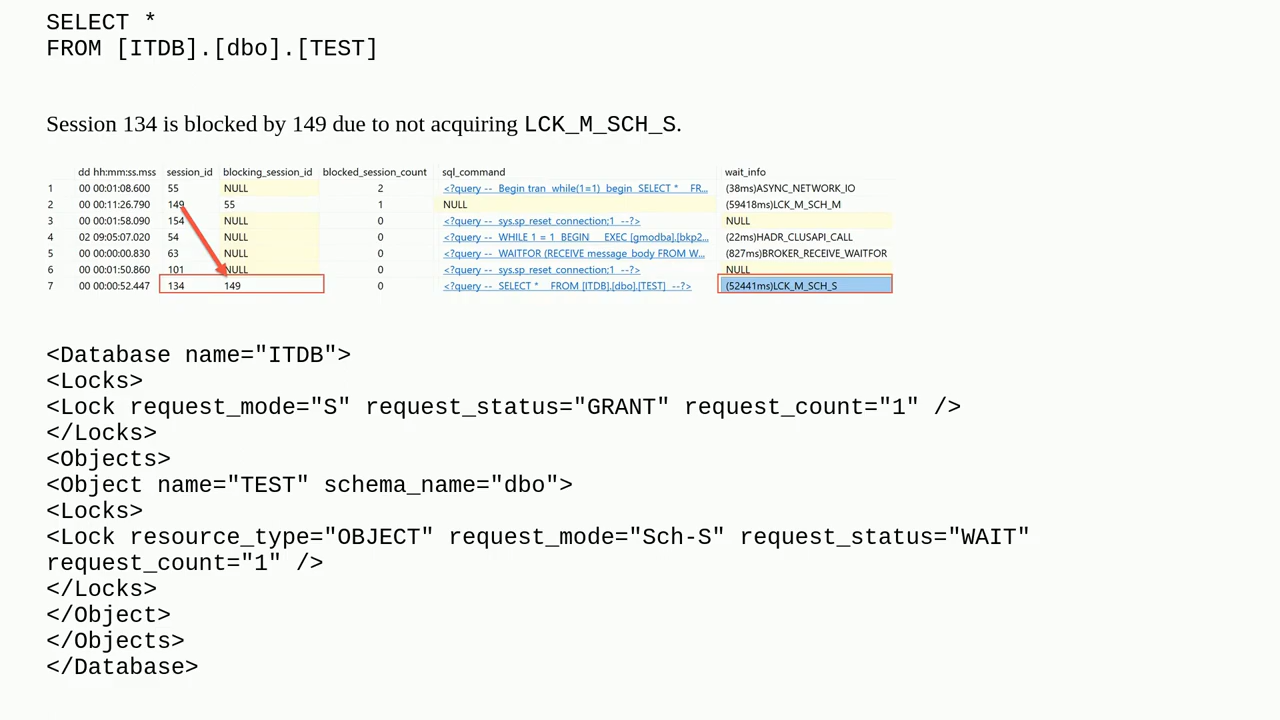 SELECT *
FROM [ITDB].[dbo].[TEST]
Session 134 is blocked by 149 due to not acquiring LCK_M_SCH_S.
dd hh:mm:ss.mss session_id blocking_session_id blocked_session_count sql_command wait_info
1 00 00:01:08.600 55 NULL 2 <?query -- Begin tran while(1=1) begin SELECT * FR... (38ms)ASYNC_NETWORK_IO
2 00 00:11:26.790 149 55 1 NULL (59418ms)LCK_M_SCH_M
3 00 00:01:58.090 154 NULL 0 <?query -- sys.sp_reset_connection;1 --?> NULL
4 02 09:05:07.020 54 NULL 0 <?query -- WHILE 1 = 1 BEGIN EXEC [gmodba].[bkp2... (22ms)HADR_CLUSAPI_CALL
5 00 00:00:00.830 63 NULL 0 <?query -- WAITFOR (RECEIVE message_body FROM W... (827ms)BROKER_RECEIVE_WAITFOR
6 00 00:01:50.860 101 NULL 0 <?query -- sys.sp_reset_connection;1 --?> NULL
7 00 00:00:52.447 134 149 0 <?query -- SELECT * FROM [ITDB].[dbo].[TEST] --?> (52441ms)LCK_M_SCH_S
<Database name="ITDB">
<Locks>
<Lock request_mode="S" request_status="GRANT" request_count="1" />
</Locks>
<Objects>
<Object name="TEST" schema_name="dbo">
<Locks>
<Lock resource_type="OBJECT" request_mode="Sch-S" request_status="WAIT"
request_count="1" />
</Locks>
</Object>
</Objects>
</Database>